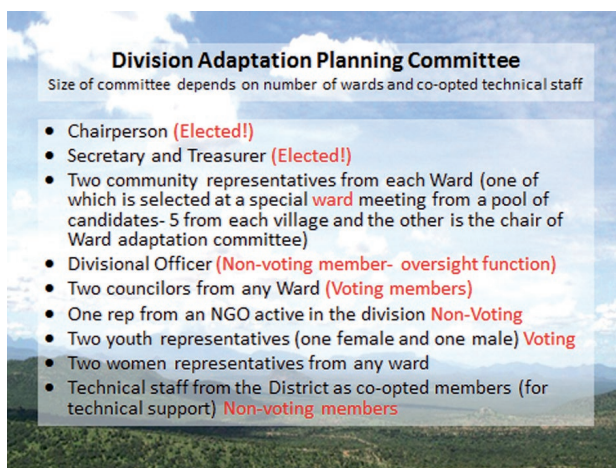 Division Adaptation Planning Committee
Size of committee depends on number of wards and co-opted technical staff
• Chairperson (Elected!)
• Secretary and Treasurer (Elected!)
• Two community representatives from each Ward (one of
which is selected at a special ward meeting from a pool of
candidates- 5 from each village and the other is the chair of
Ward adaptation committee)
• Divisional Officer (Non-voting member- oversight function)
• Two councilors from any Ward (Voting members)
• One rep from an NGO active in the division Non-Voting
• Two youth representatives (one female and one male) Voting
• Two women representatives from any ward
• Technical staff from the District as co-opted members (for
technical support) Non-voting members